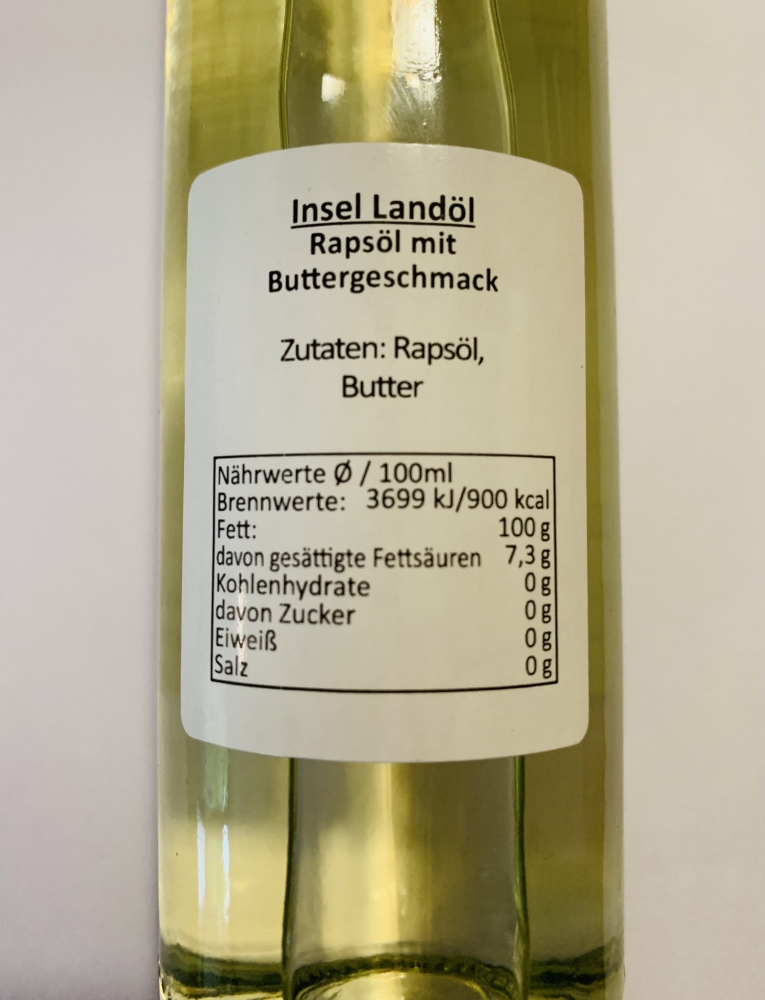 Insel Landöl
Rapsöl mit
Buttergeschmack
Zutaten: Rapsöl,
Butter
Nährwerte Ø / 100ml
Brennwerte: 3699 kJ/900 kcal
Fett: 100 g
davon gesättigte Fettsäuren 7,3 g
Kohlenhydrate 0 g
davon Zucker 0 g
Eiweiß 0 g
Salz 0 g